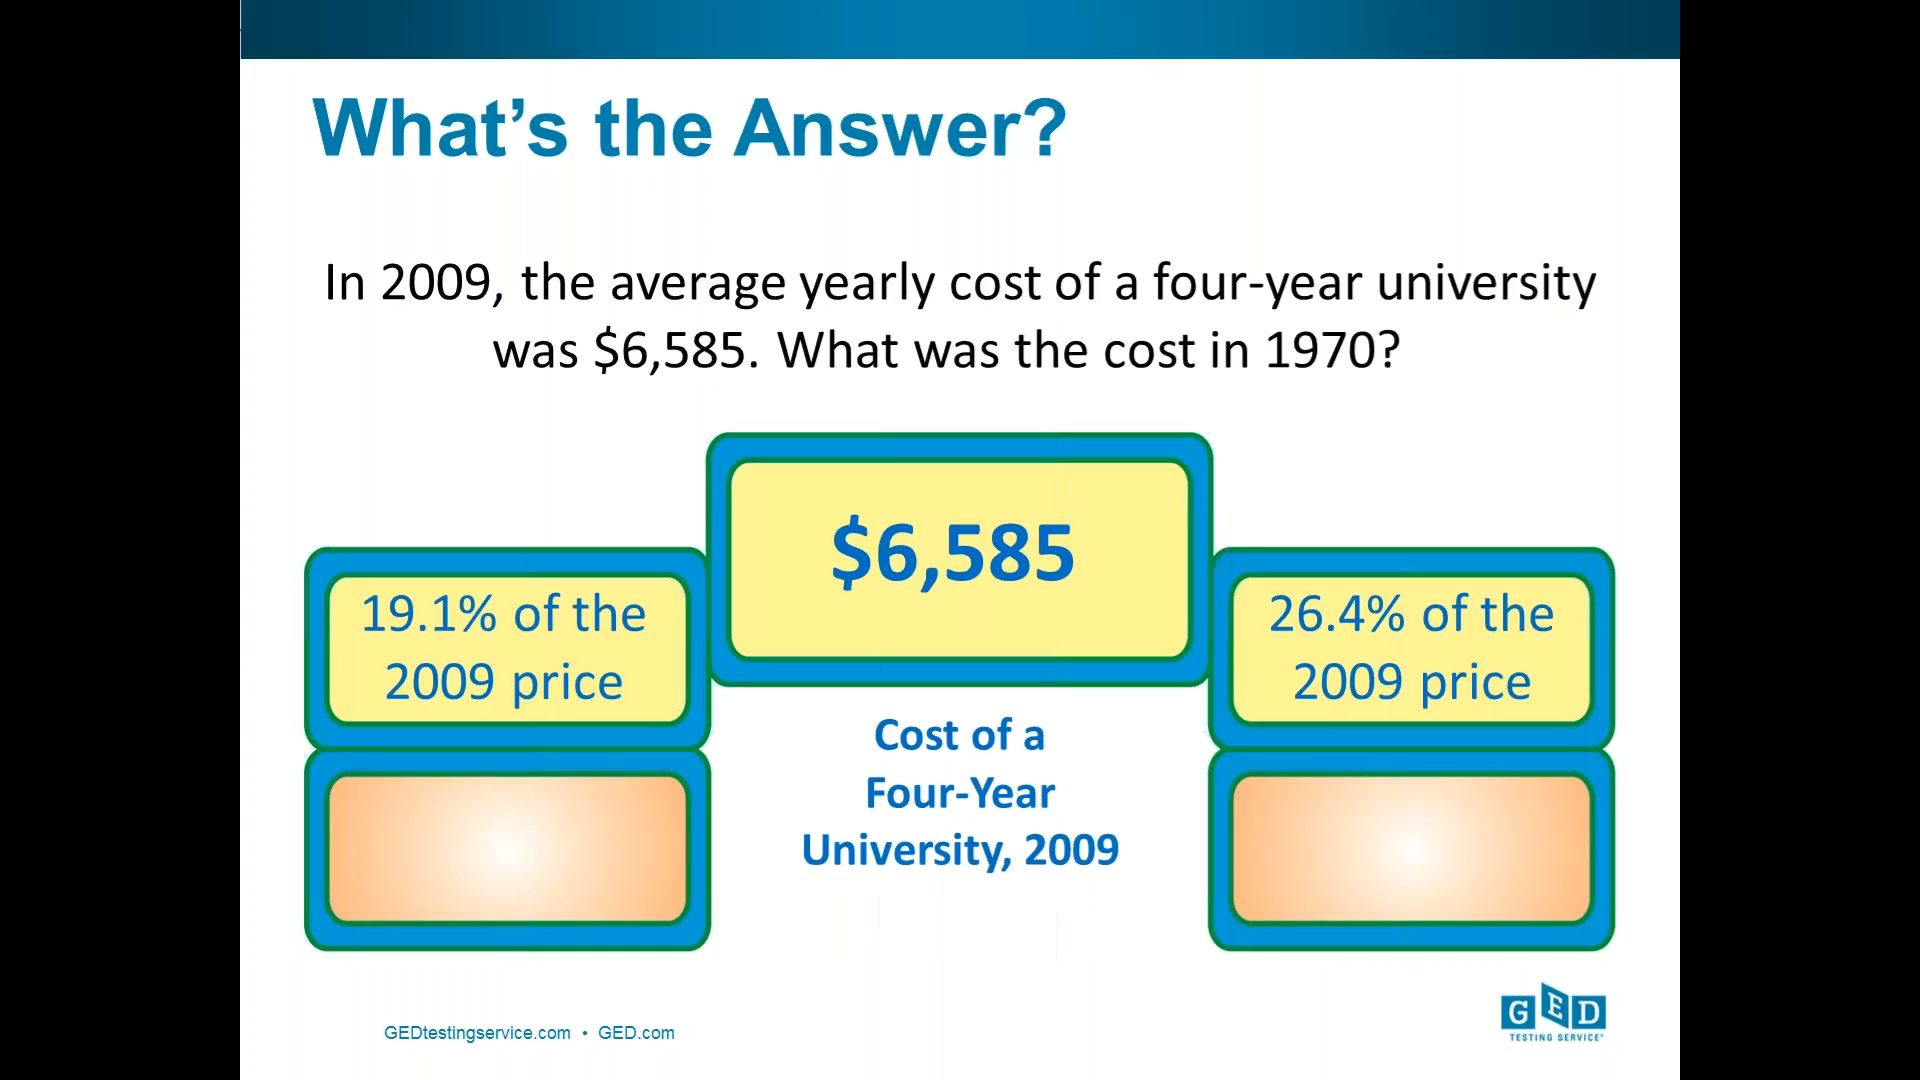 What's the Answer?
In 2009, the average yearly cost of a four-year university
was $6,585. What was the cost in 1970?
$6,585
19.1% of the
2009 price
26.4% of the
2009 price
Cost of a
Four-Year
University, 2009
GED
TESTING SERVICE®
GEDtestingservice.com • GED.com